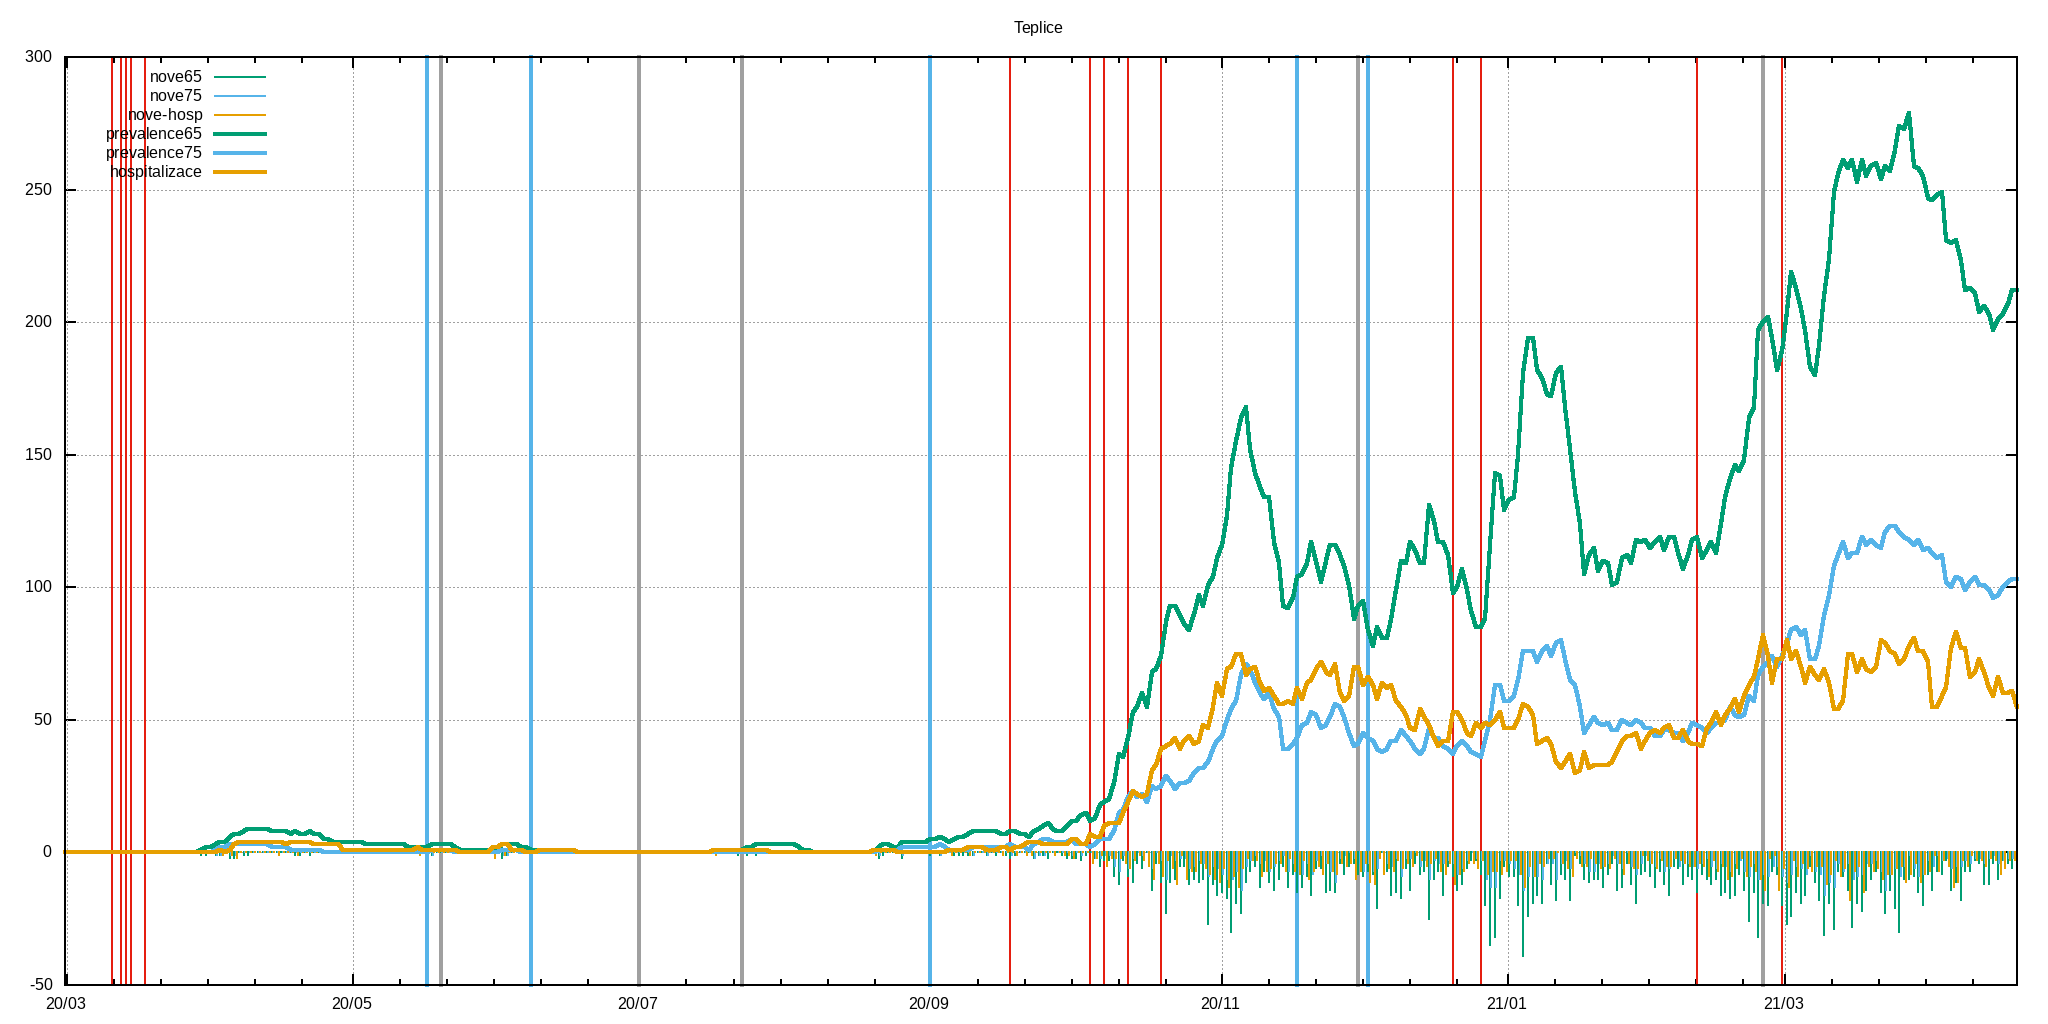 Teplice
300
nove65
nove75
nove-hosp
prevalence65
prevalence75
hospitalizace
250
200
150
100
50
0
-50
20/03 20/05 20/07 20/09 20/11 21/01 21/03